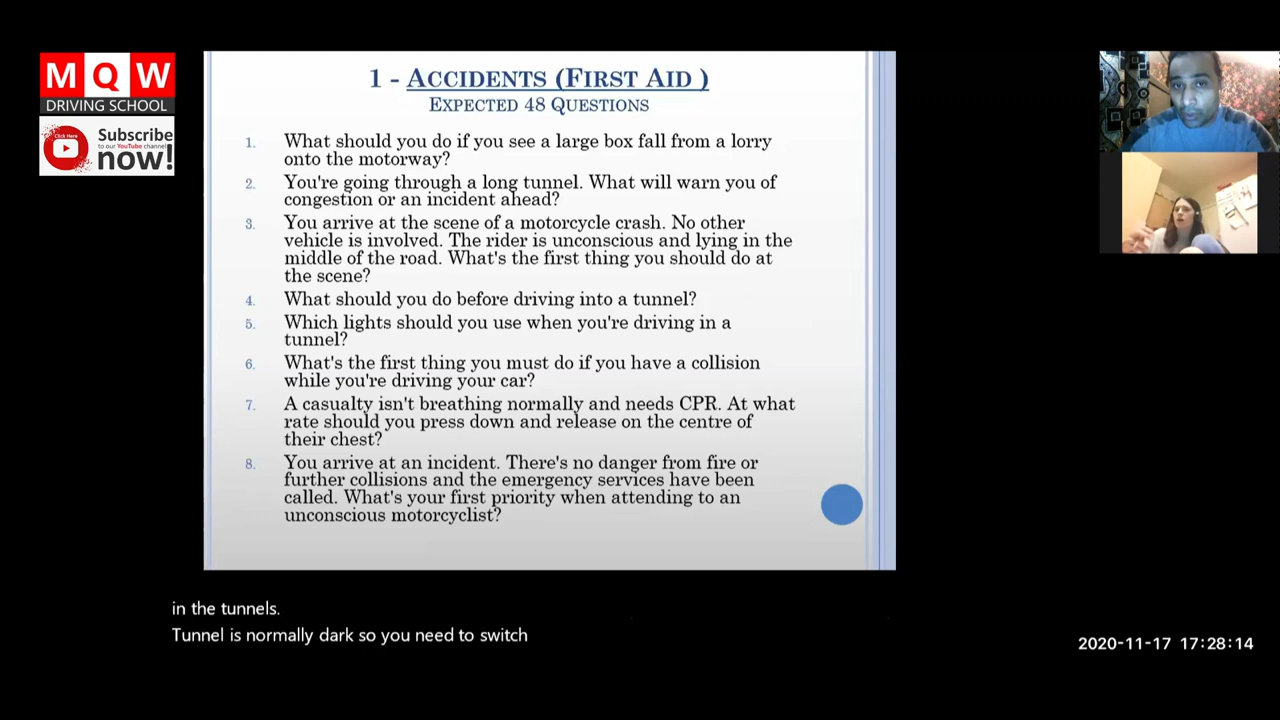 M Q W
DRIVING SCHOOL
Click Here
Subscribe
to our YouTube channel
now!
1 - ACCIDENTS (FIRST AID )
EXPECTED 48 QUESTIONS
1. What should you do if you see a large box fall from a lorry
onto the motorway?
2. You're going through a long tunnel. What will warn you of
congestion or an incident ahead?
3. You arrive at the scene of a motorcycle crash. No other
vehicle is involved. The rider is unconscious and lying in the
middle of the road. What's the first thing you should do at
the scene?
4. What should you do before driving into a tunnel?
5. Which lights should you use when you're driving in a
tunnel?
6. What's the first thing you must do if you have a collision
while you're driving your car?
7. A casualty isn't breathing normally and needs CPR. At what
rate should you press down and release on the centre of
their chest?
8. You arrive at an incident. There's no danger from fire or
further collisions and the emergency services have been
called. What's your first priority when attending to an
unconscious motorcyclist?
in the tunnels.
Tunnel is normally dark so you need to switch
2020-11-17 17:28:14